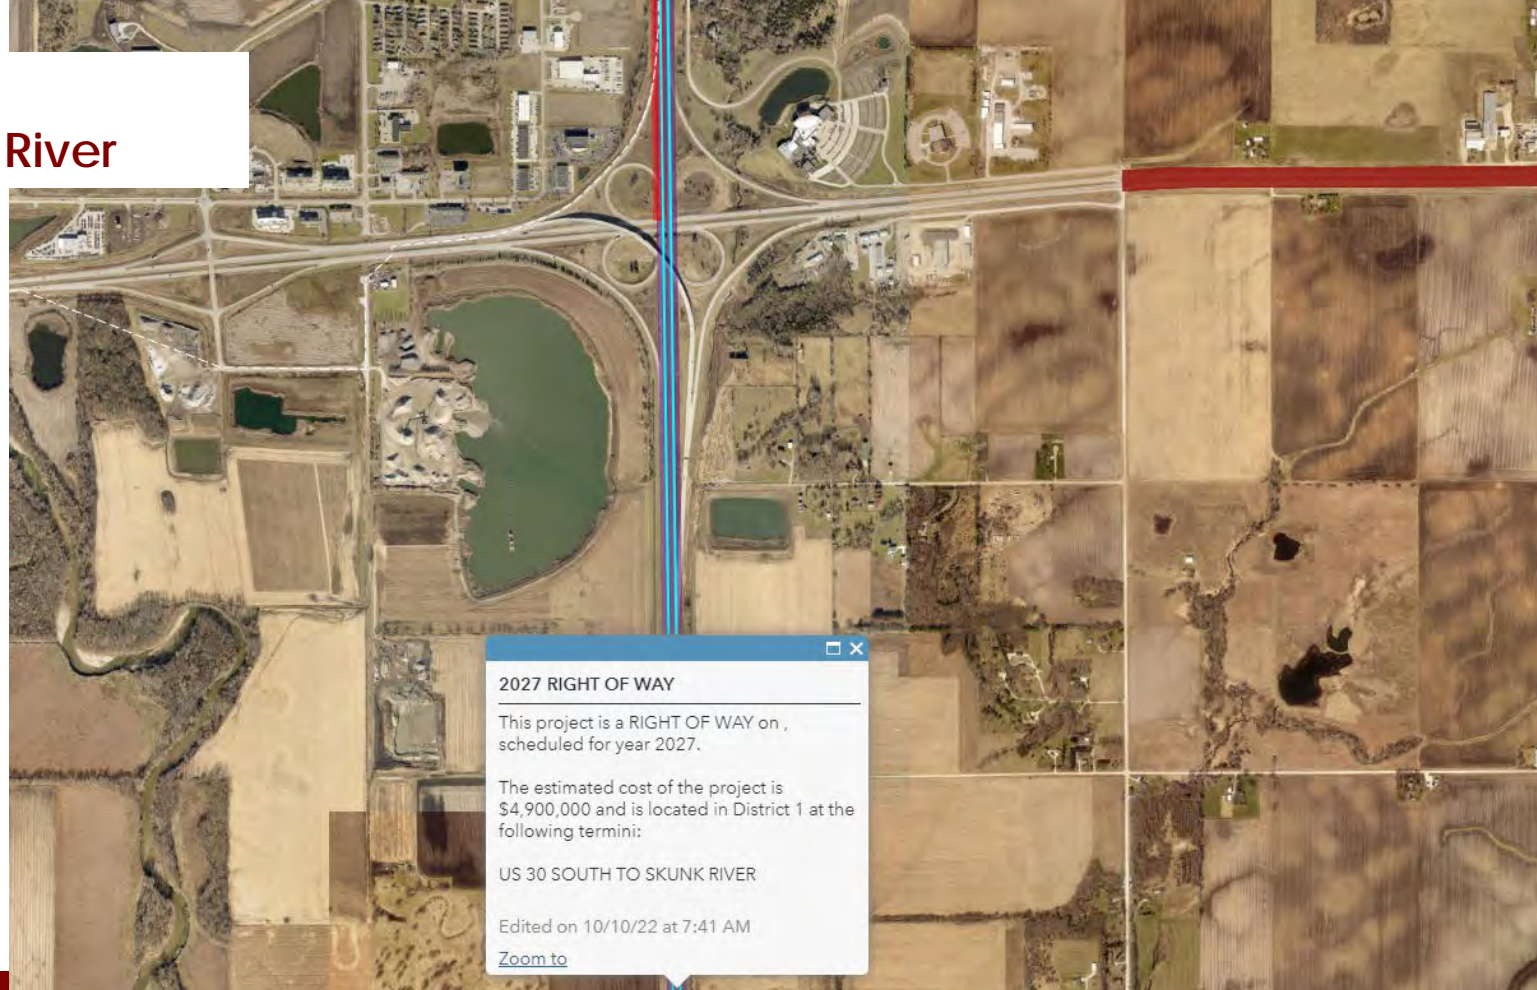 River
2027 RIGHT OF WAY
This project is a RIGHT OF WAY on ,
scheduled for year 2027.
The estimated cost of the project is
$4,900,000 and is located in District 1 at the
following termini:
US 30 SOUTH TO SKUNK RIVER
Edited on 10/10/22 at 7:41 AM
Zoom to